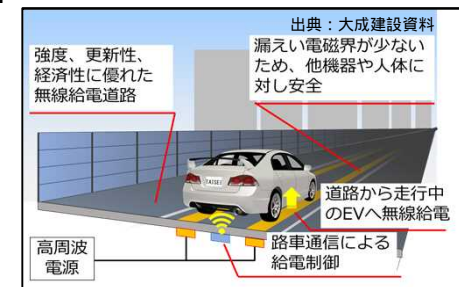 出典：大成建設資料
強度、更新性、
経済性に優れた
無線給電道路
漏えい電磁界が少ない
ため、他機器や人体に
対し安全
TAISEI
道路から走行中
のEVへ無線給電
高周波
電源
路車通信による
給電制御